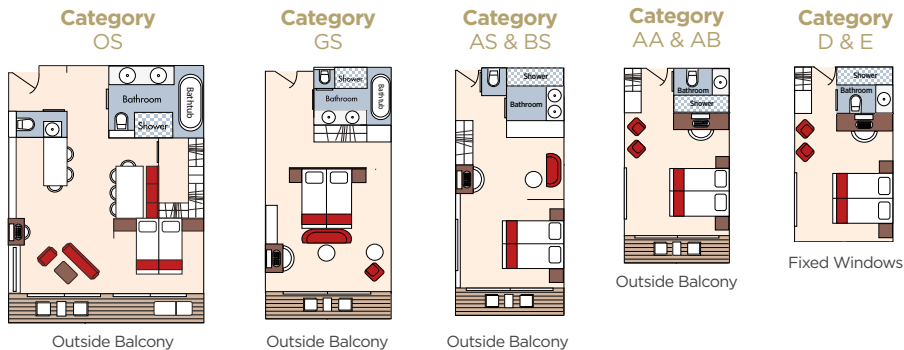 Category
OS
Bathroom
Bathtub
Shower
Outside Balcony
Category
GS
Shower
Bathroom
Bathtub
Outside Balcony
Category
AS & BS
Shower
Bathroom
Outside Balcony
Category
AA & AB
Bathroom
Shower
Outside Balcony
Category
D & E
Shower
Bathroom
Fixed Windows